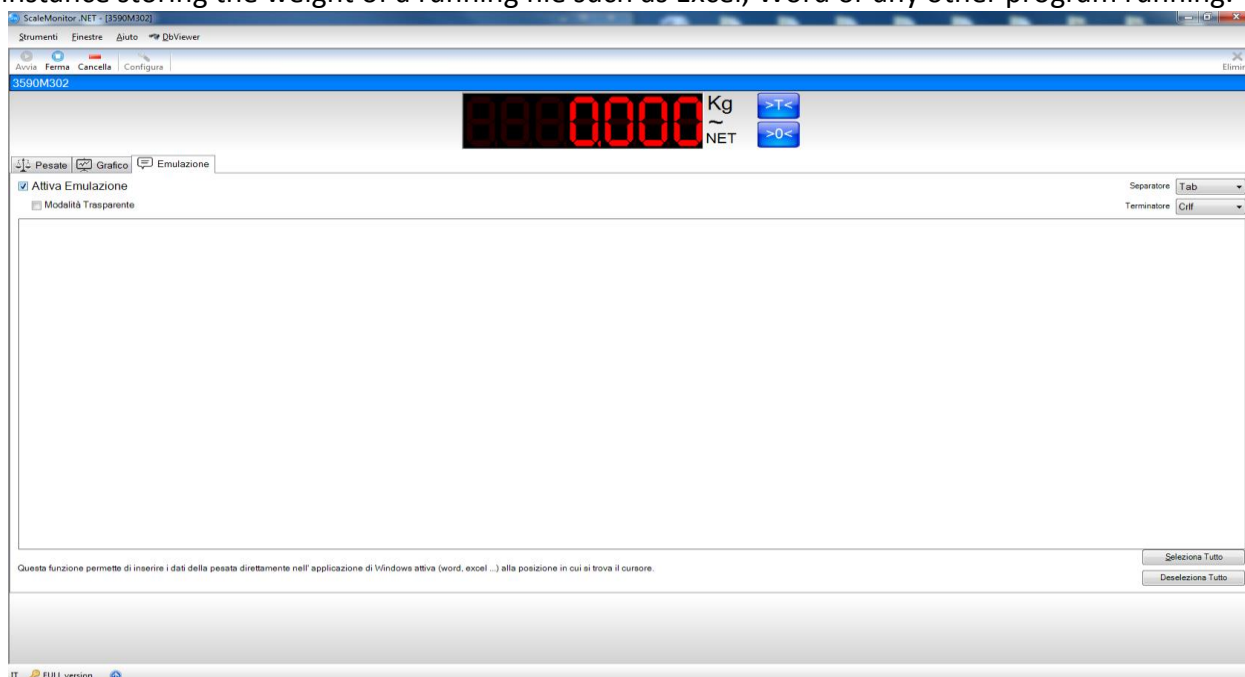 instance storing the weight of a running file such as Excel, Word or any other program running.
ScaleMonitor .NET - [3590M302]
Strumenti Einestre Aiuto DbViewer
Avvia Ferma Cancella Configura Elimin
3590M302
0.000 Kg >T<
~
NET >0<
Pesate Grafico Emulazione
Attiva Emulazione Separatore Tab
Modalità Trasparente Terminatore Crlf
Seleziona Tutto
Questa funzione permette di inserire i dati della pesata direttamente nell' applicazione di Windows attiva (word, excel ...) alla posizione in cui si trova il cursore.
Deseleziona Tutto
IT FULL version